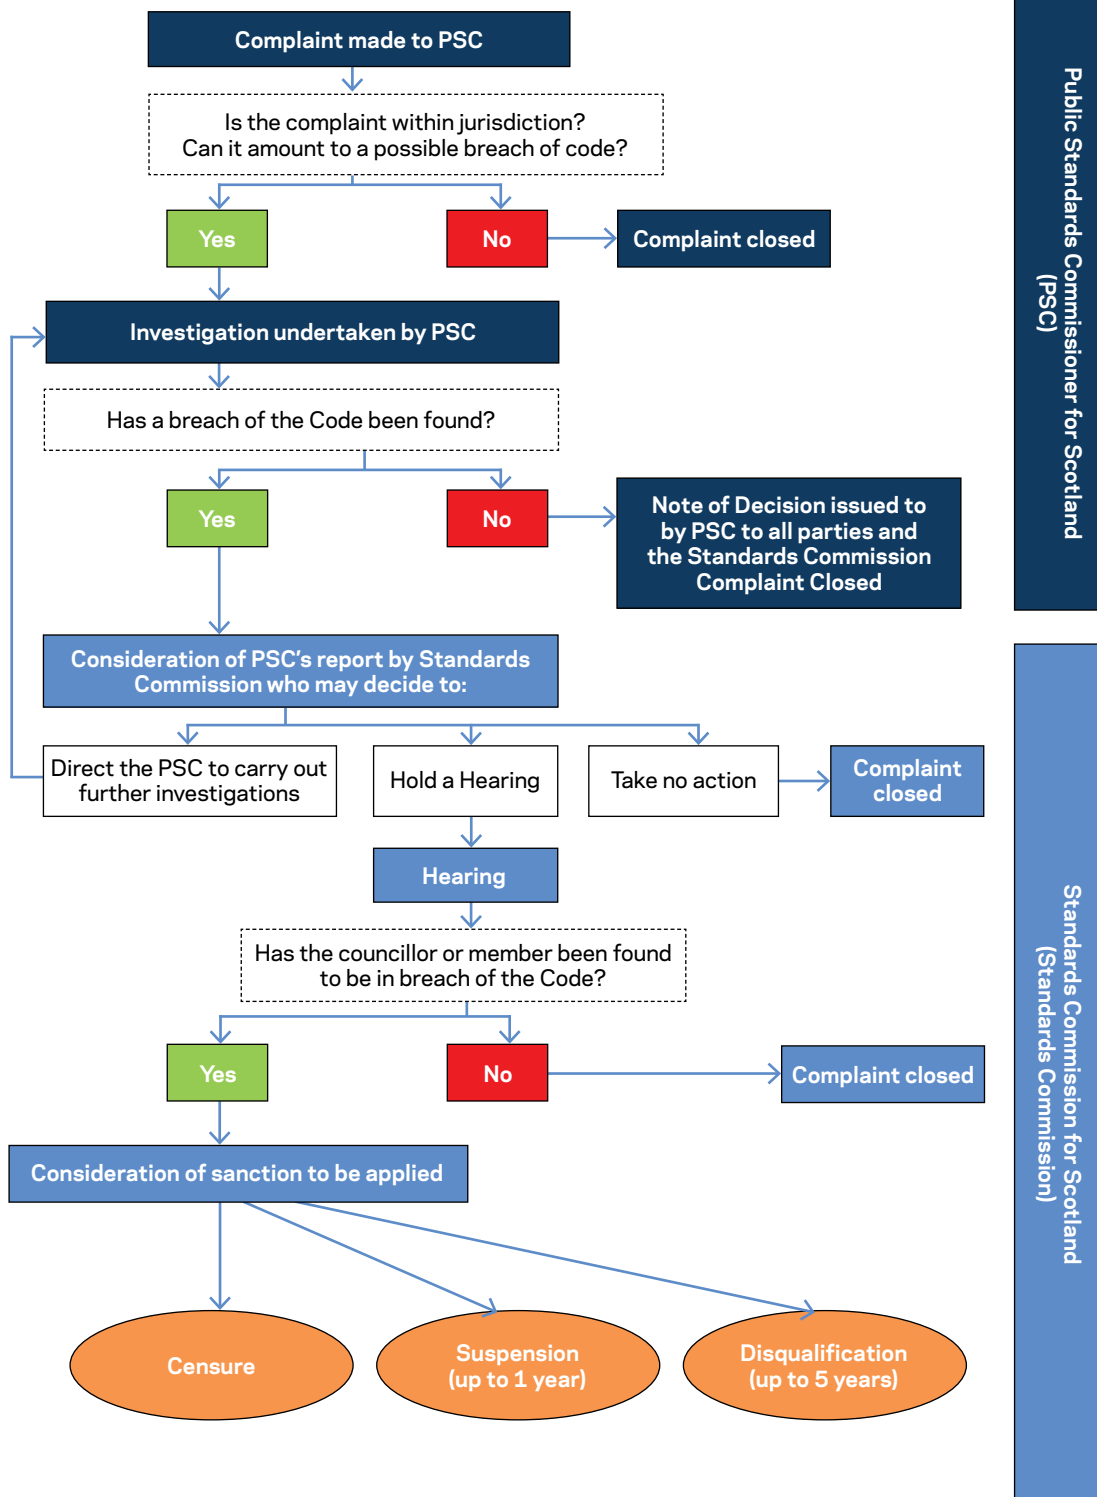 Complaint made to PSC
Is the complaint within jurisdiction?
Can it amount to a possible breach of code?
Yes
No
Complaint closed
Investigation undertaken by PSC
Has a breach of the Code been found?
Yes
No
Note of Decision issued to
by PSC to all parties and
the Standards Commission
Complaint Closed
Public Standards Commissioner for Scotland
(PSC)
Consideration of PSC’s report by Standards
Commission who may decide to:
Direct the PSC to carry out
further investigations
Hold a Hearing
Take no action
Complaint
closed
Hearing
Has the councillor or member been found
to be in breach of the Code?
Yes
No
Complaint closed
Consideration of sanction to be applied
Censure
Suspension
(up to 1 year)
Disqualification
(up to 5 years)
Standards Commission for Scotland
(Standards Commission)